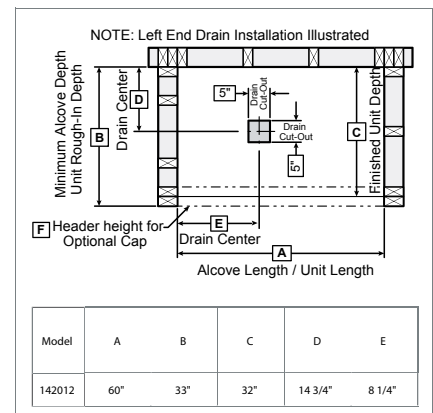 NOTE: Left End Drain Installation Illustrated
Minimum Alcove Depth
Unit Rough-In Depth
B
Drain Center
D
5"
Drain
Cut-Out
Drain
Cut-Out
5"
C
Finished Unit Depth
F Header height for
Optional Cap
E
Drain Center
A
Alcove Length / Unit Length
Model A B C D E
142012 60" 33" 32" 14 3/4" 8 1/4"